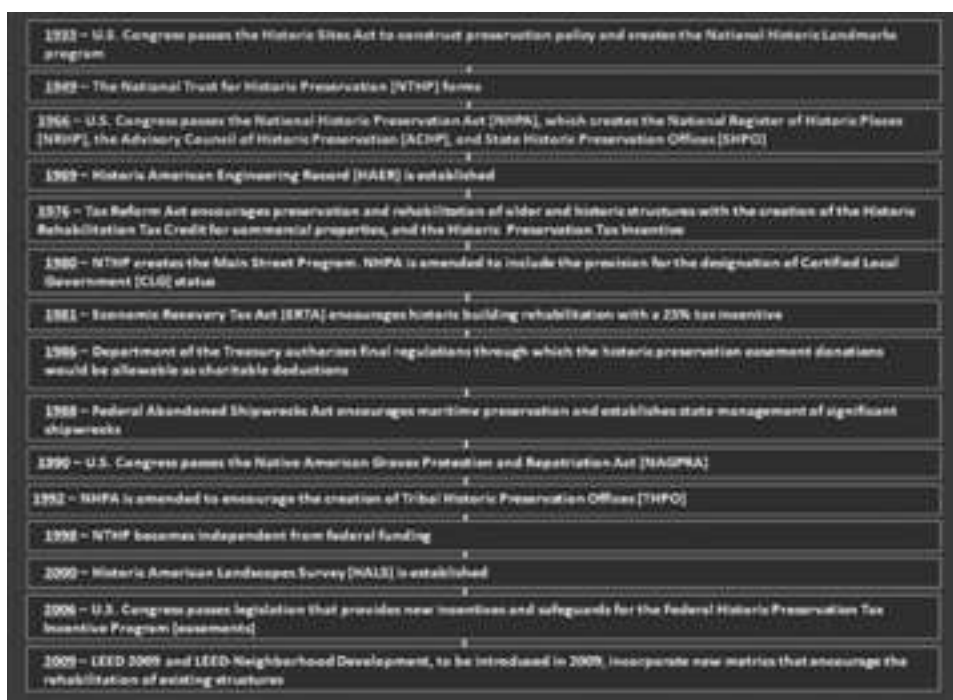 – U.S. Congress passes the Historic Sites Act to construct preservation policy and creates the National Historic Landmarks
program
1949 – The National Trust for Historic Preservation [NTHP] forms
1966 – U.S. Congress passes the National Historic Preservation Act [NHPA], which creates the National Register of Historic Places
[NRHP], the Advisory Council of Historic Preservation [ACHP], and State Historic Preservation Offices [SHPO]
– Historic American Engineering Record [HAER] is established
1976 – Tax Reform Act encourages preservation and rehabilitation of older and historic structures with the creation of the Historic
Rehabilitation Tax Credit for commercial properties, and the Historic Preservation Tax Incentive
1980 – NTHP creates the Main Street Program. NHPA is amended to include the provision for the designation of Certified Local
Government [CLG] status
1981 – Economic Recovery Tax Act [ERTA] encourages historic building rehabilitation with a 25% tax incentive
1986 – Department of the Treasury authorizes final regulations through which the historic preservation easement donations
would be allowable as charitable deductions
1988 – Federal Abandoned Shipwrecks Act encourages maritime preservation and establishes state management of significant
shipwrecks
1990 – U.S. Congress passes the Native American Graves Protection and Repatriation Act [NAGPRA]
1992 – NHPA is amended to encourage the creation of Tribal Historic Preservation Offices [THPO]
1998 – NTHP becomes independent from federal funding
2000 – Historic American Landscapes Survey [HALS] is established
2006 – U.S. Congress passes legislation that provides new incentives and safeguards for the Federal Historic Preservation Tax
Incentive Program [easements]
2009 – LEED 2009 and LEED-Neighborhood Development, to be introduced in 2009, incorporate new metrics that encourage the
rehabilitation of existing structures